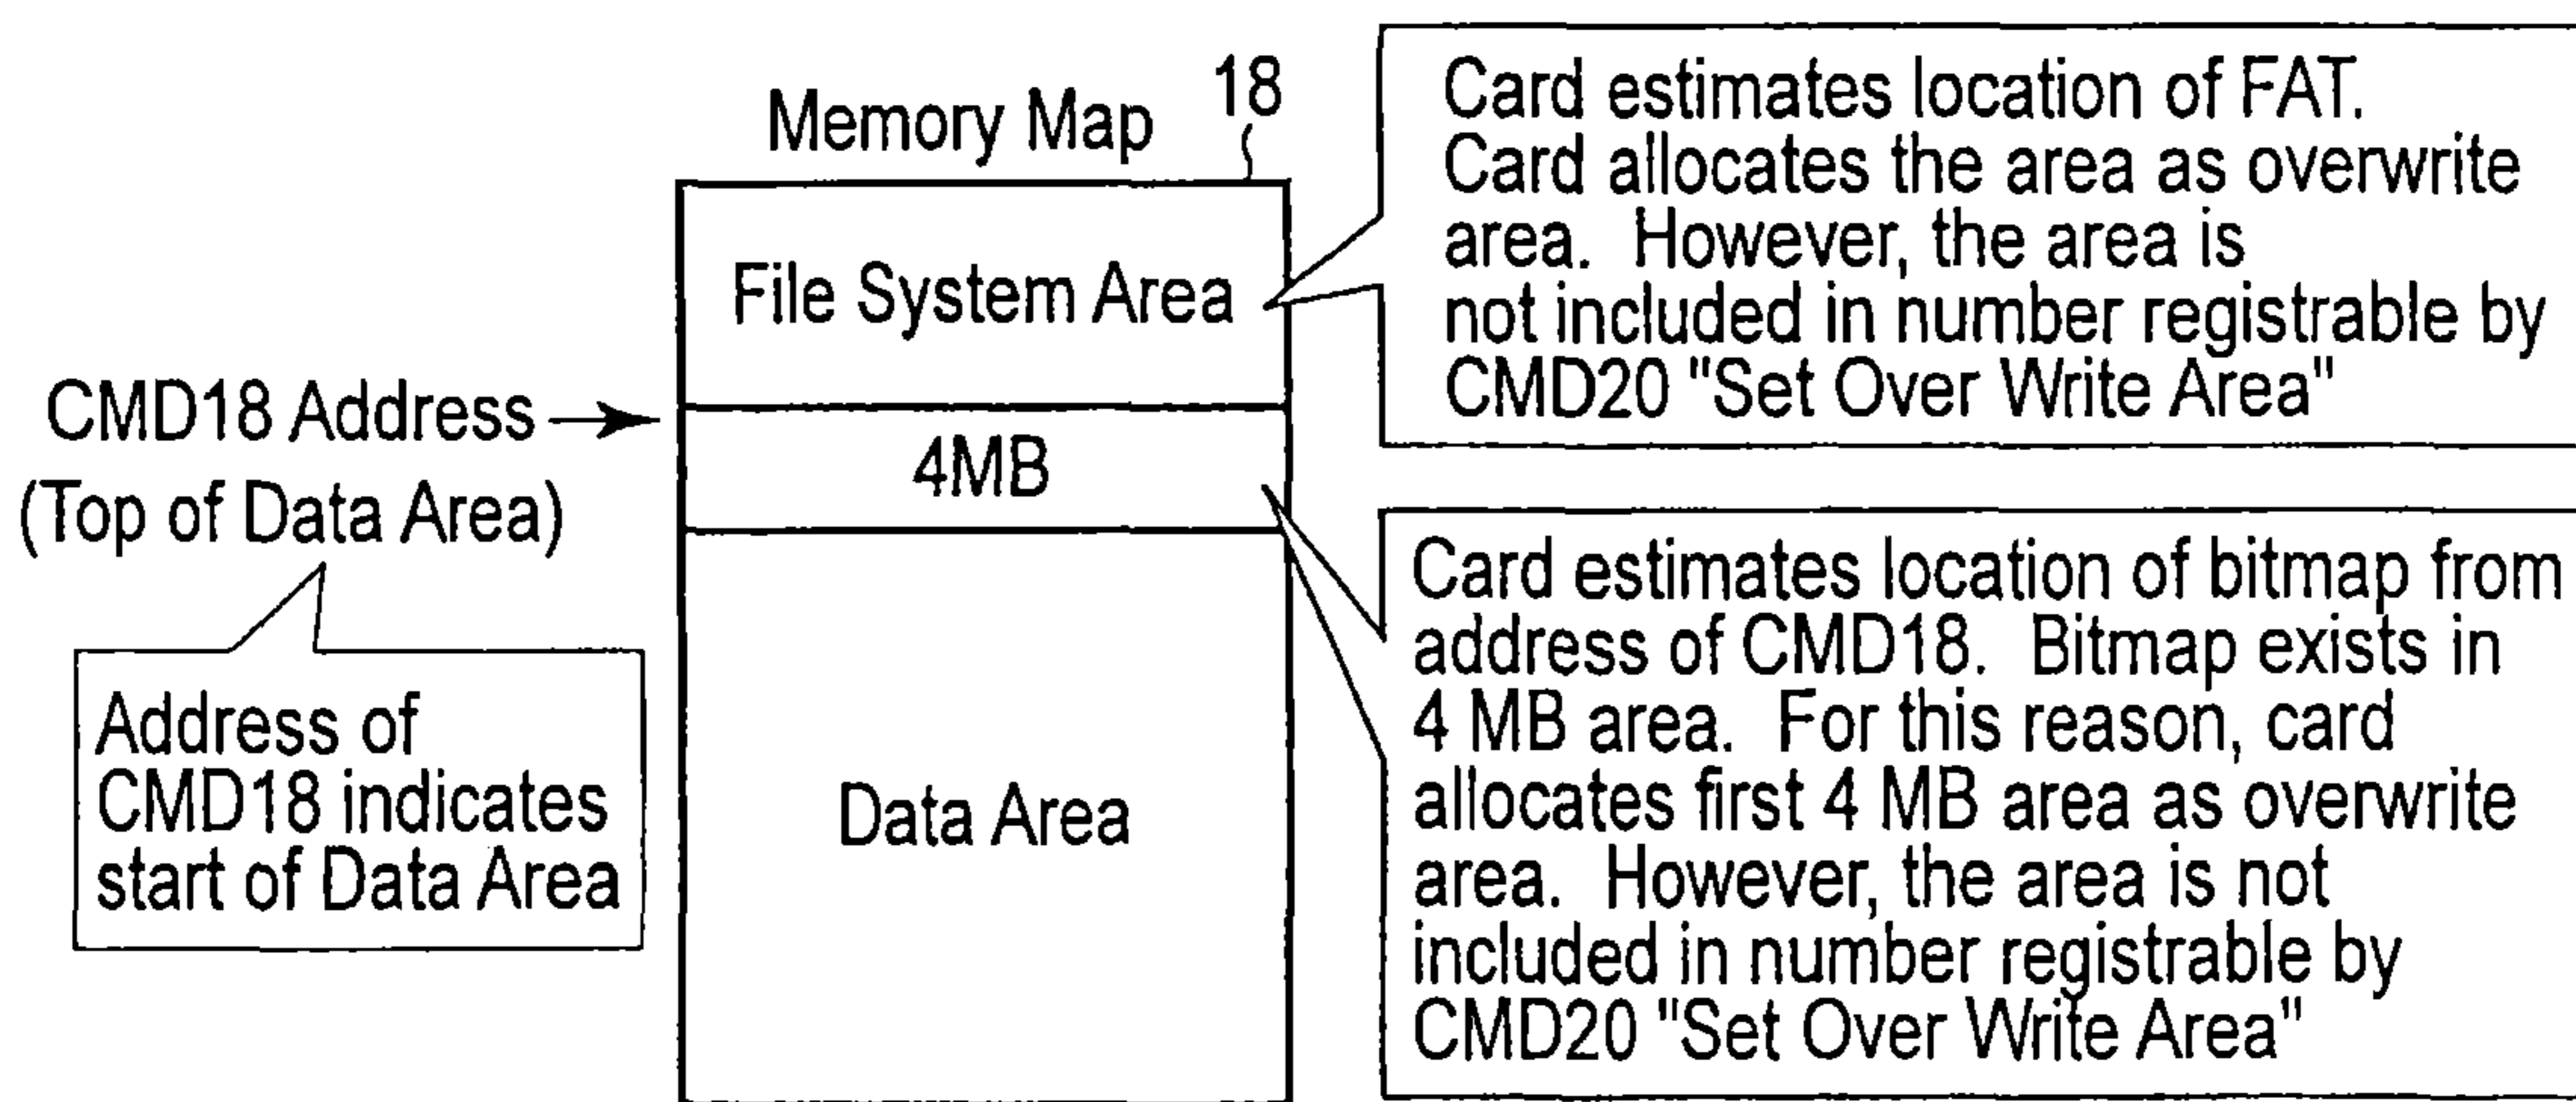 Memory Map 18
File System Area
4MB
Data Area
CMD18 Address
(Top of Data Area)
Address of
CMD18 indicates
start of Data Area
Card estimates location of FAT.
Card allocates the area as overwrite
area. However, the area is
not included in number registrable by
CMD20 "Set Over Write Area"
Card estimates location of bitmap from
address of CMD18. Bitmap exists in
4 MB area. For this reason, card
allocates first 4 MB area as overwrite
area. However, the area is not
included in number registrable by
CMD20 "Set Over Write Area"